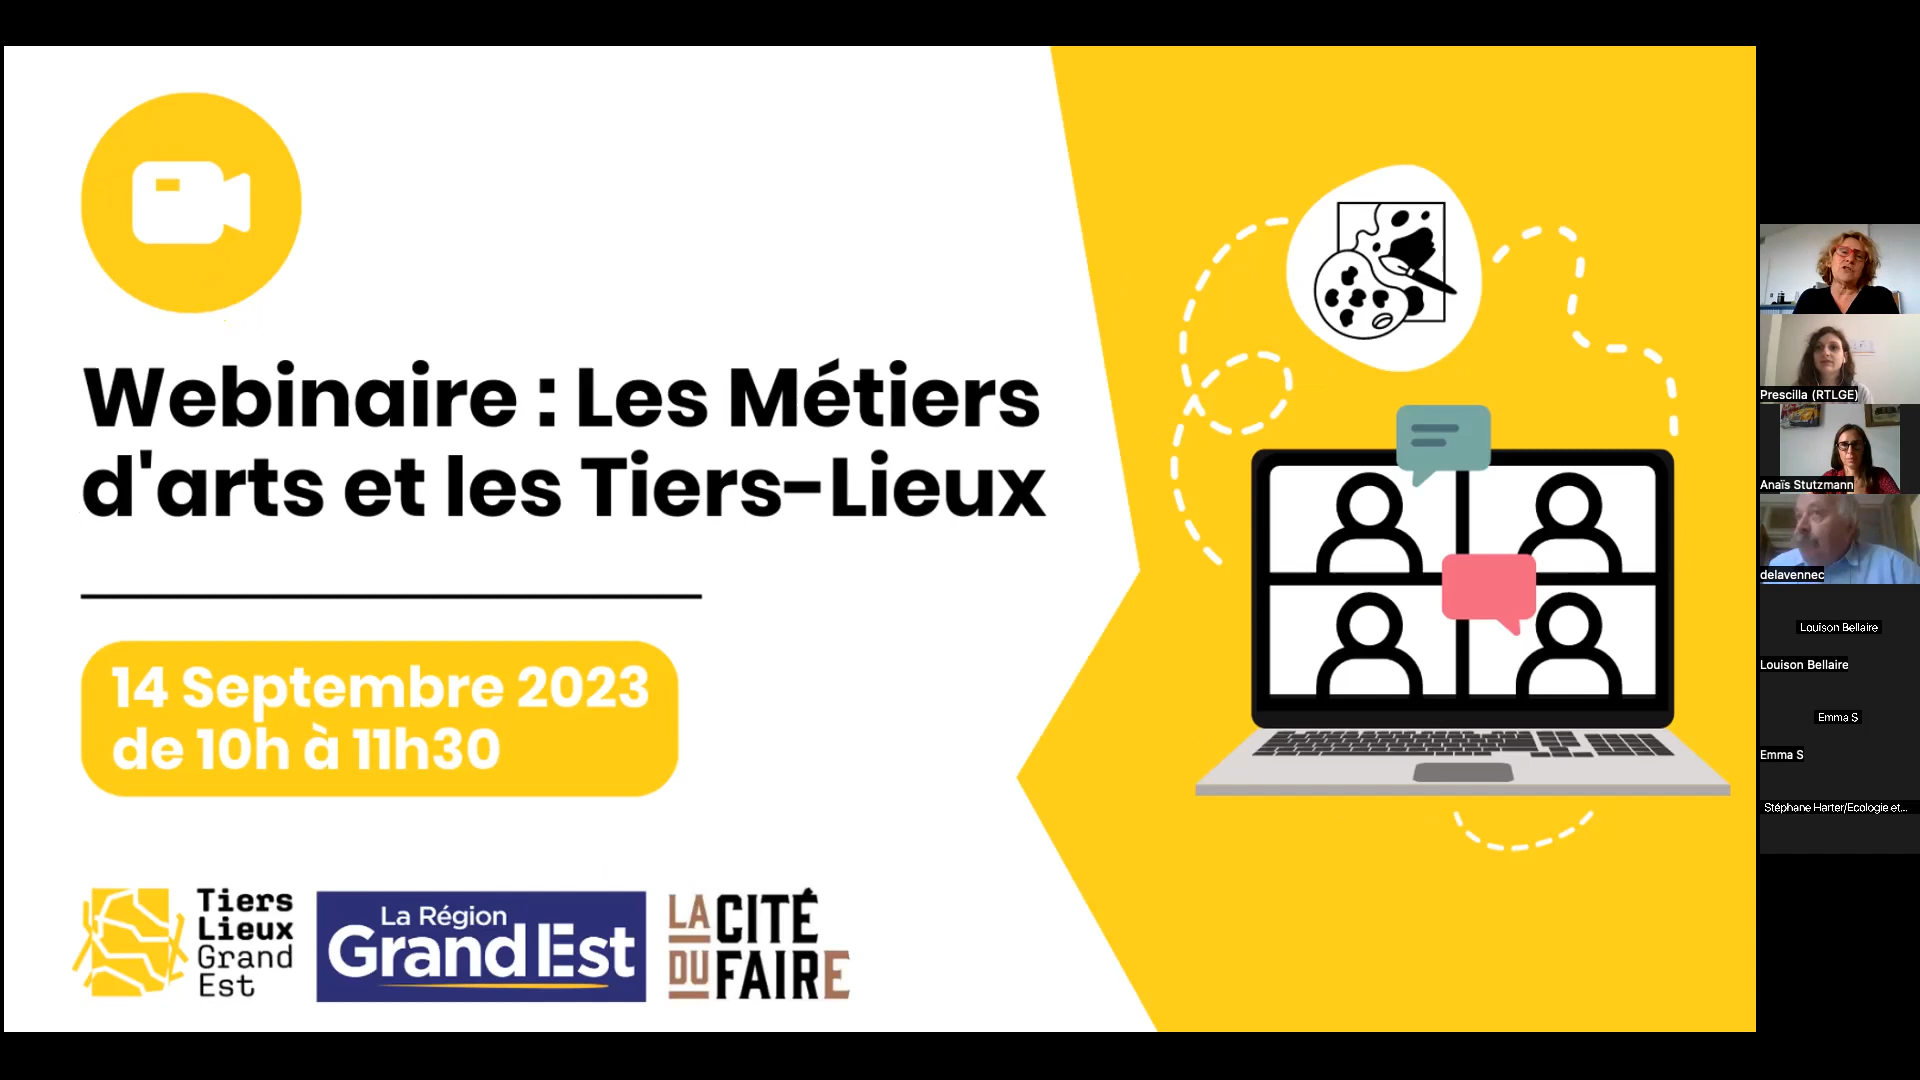 Webinaire : Les Métiers
d'arts et les Tiers-Lieux
14 Septembre 2023
de 10h à 11h30
Tiers
Lieux
Grand
Est
La Région
Grand Est
LA CITÉ
DU FAIRE
Prescilla (RTLGE)
Anaïs Stutzmann
delavennec
Louison Bellaire
Louison Bellaire
Emma S
Emma S
Stéphane Harter/Ecologie et...